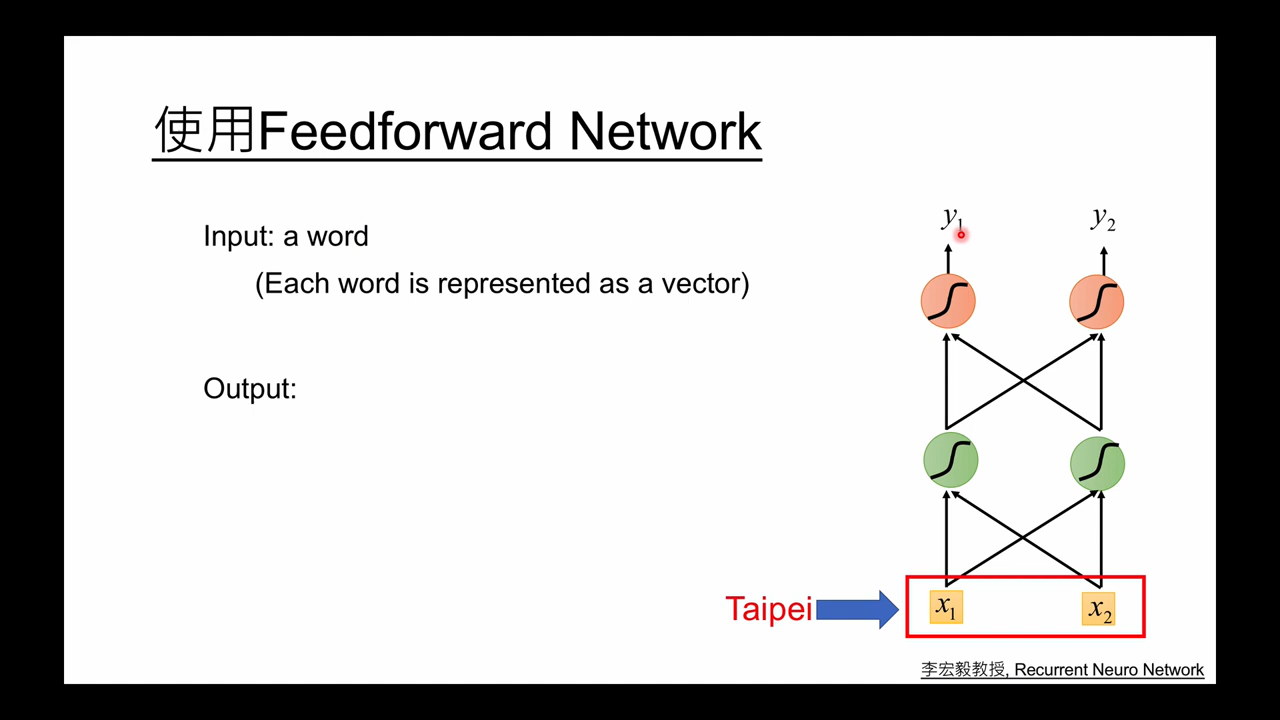 使用Feedforward Network
Input: a word
(Each word is represented as a vector)
Output:
y₁ y₂
Taipei
x₁ x₂
李宏毅教授, Recurrent Neuro Network